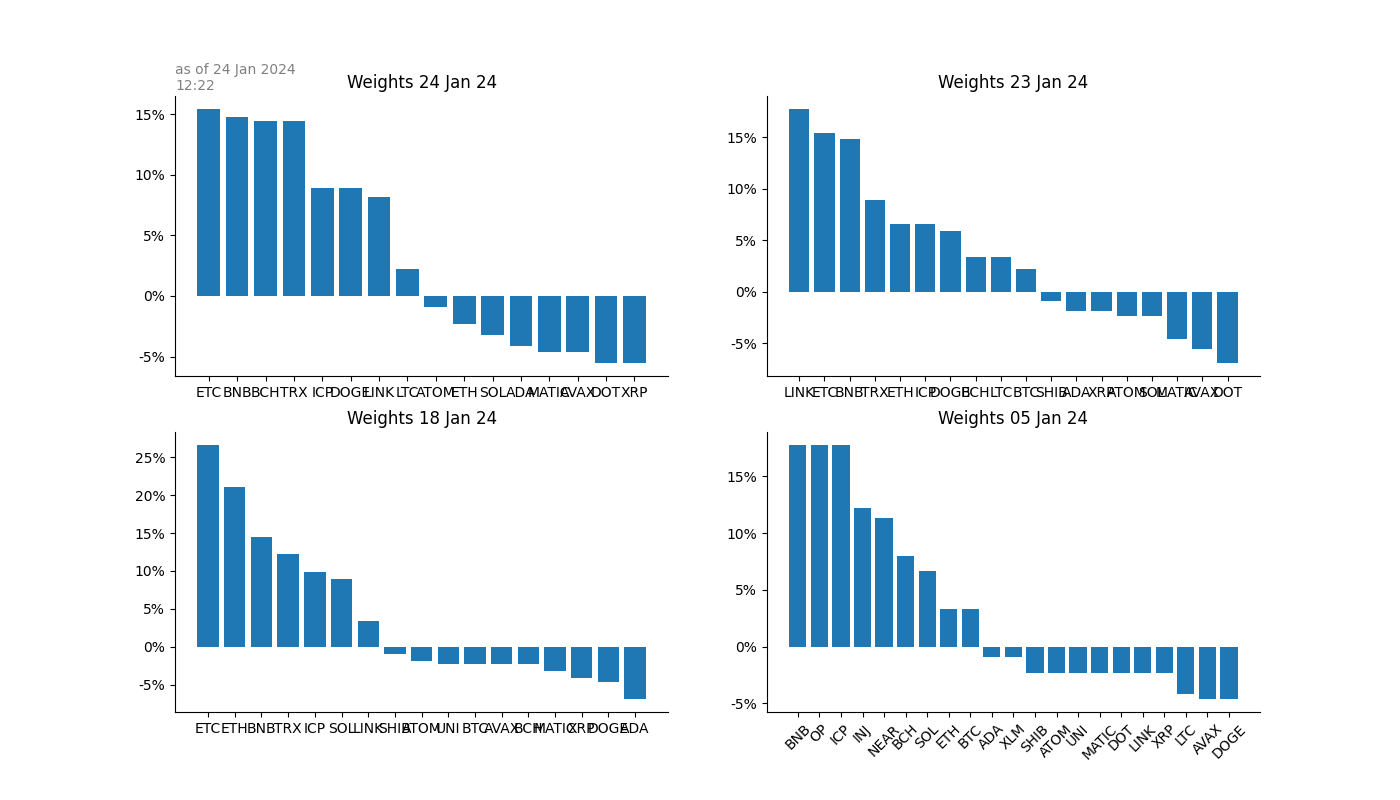 as of 24 Jan 2024
12:22
Weights 24 Jan 24
15%
10%
5%
0%
-5%
ETC BNB BCH TRX ICP DOGE LINK LTC ATOM ETH SOL ADA MATIC AVAX DOT XRP
Weights 23 Jan 24
15%
10%
5%
0%
-5%
LINK ETC BNB TRX ETH ICP DOGE BCH LTC BTC SHIB ADA XRP ATOM SOL MATIC AVAX DOT
Weights 18 Jan 24
25%
20%
15%
10%
5%
0%
-5%
ETC ETH BNB TRX ICP SOL LINK SHIB ATOM UNI BTC AVAX BCH MATIC XRP DOGE ADA
Weights 05 Jan 24
15%
10%
5%
0%
-5%
BNB OP ICP INJ NEAR BCH SOL ETH BTC ADA XLM SHIB ATOM UNI MATIC DOT LINK XRP LTC AVAX DOGE